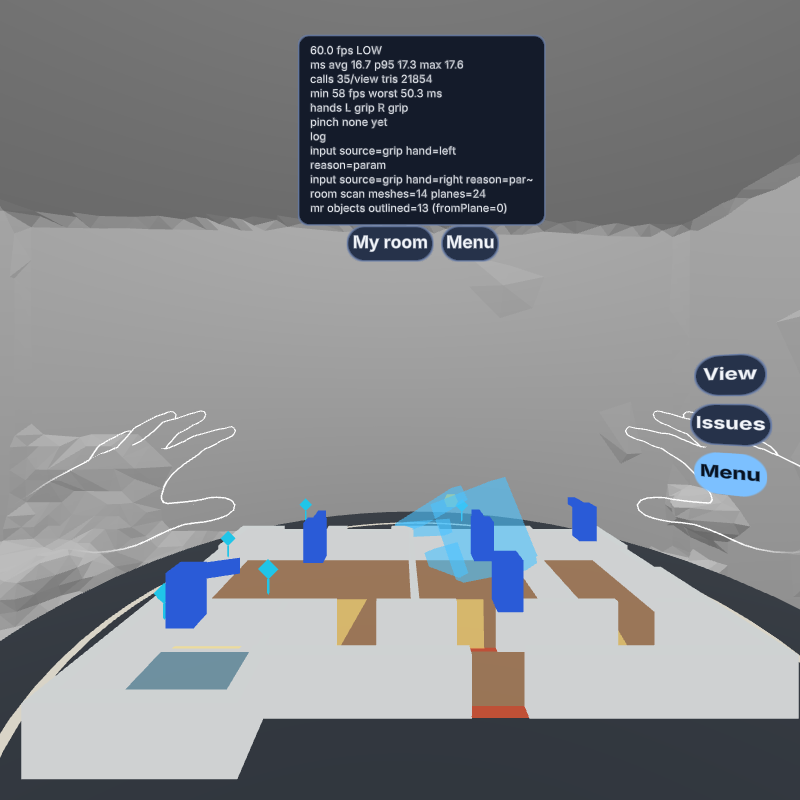 60.0 fps LOW
ms avg 16.7 p95 17.3 max 17.6
calls 35/view tris 21854
min 58 fps worst 50.3 ms
hands L grip R grip
pinch none yet
log
input source=grip hand=left
reason=param
input source=grip hand=right reason=par~
room scan meshes=14 planes=24
mr objects outlined=13 (fromPlane=0)
My room Menu
View
Issues
Menu